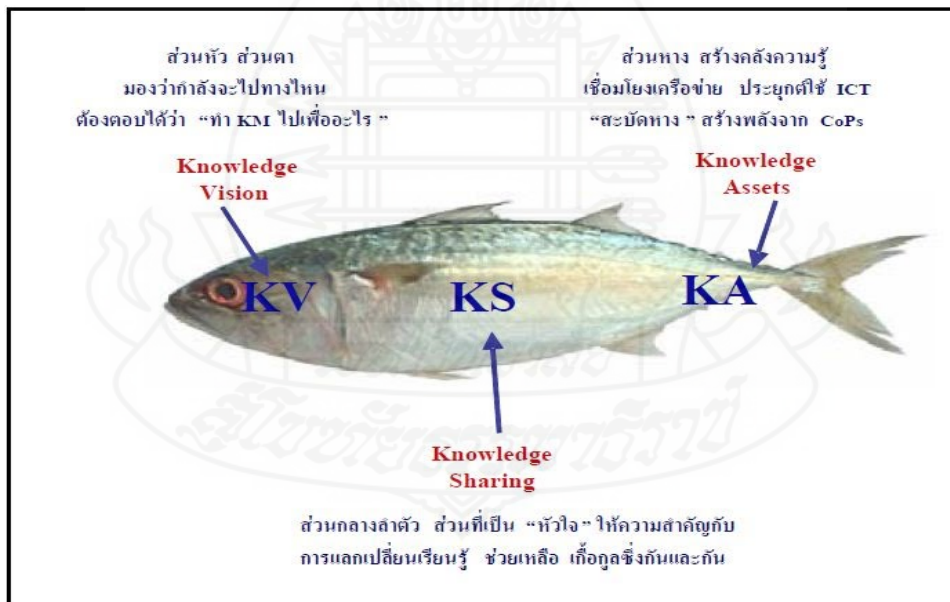 ส่วนหัว ส่วนตา
มองว่ากำลังจะไปทางไหน
ต้องตอบได้ว่า “ทำ KM ไปเพื่ออะไร ”
Knowledge
Vision
ส่วนหาง สร้างคลังความรู้
เชื่อมโยงเครือข่าย ประยุกต์ใช้ ICT
“สะบัดหาง ” สร้างพลังจาก CoPs
Knowledge
Assets
KV
KS
KA
Knowledge
Sharing
ส่วนกลางลำตัว ส่วนที่เป็น “หัวใจ ” ให้ความสำคัญกับ
การแลกเปลี่ยนเรียนรู้ ช่วยเหลือ เกื้อกูลซึ่งกันและกัน